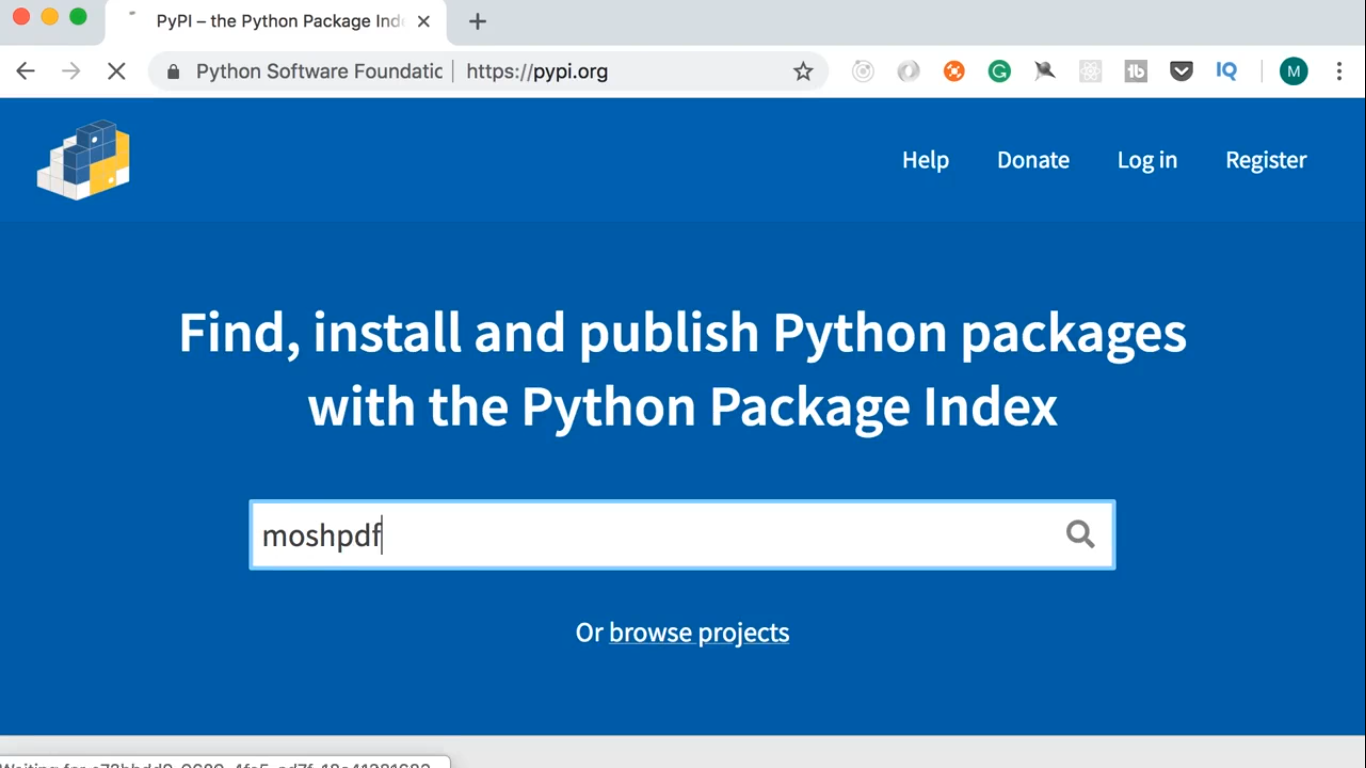 PyPI – the Python Package Ind
Python Software Foundatic https://pypi.org
M
Help Donate Log in Register
Find, install and publish Python packages
with the Python Package Index
moshpdf
Or browse projects